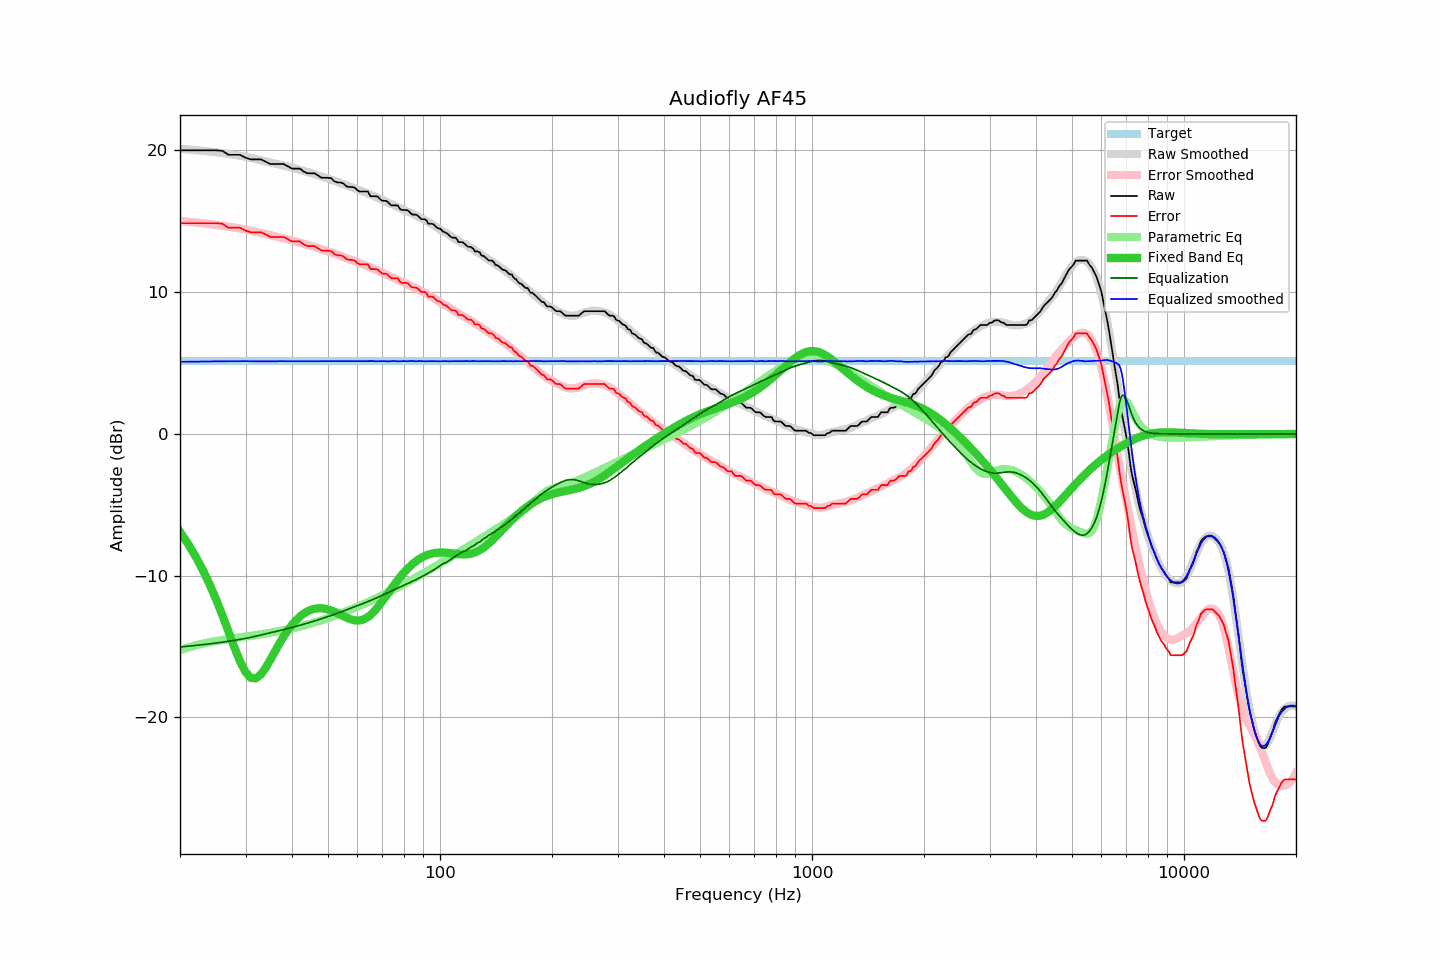 Audiofly AF45
Target
Raw Smoothed
Error Smoothed
Raw
Error
Parametric Eq
Fixed Band Eq
Equalization
Equalized smoothed
Amplitude (dBr)
20
10
0
−10
−20
100
1000
10000
Frequency (Hz)